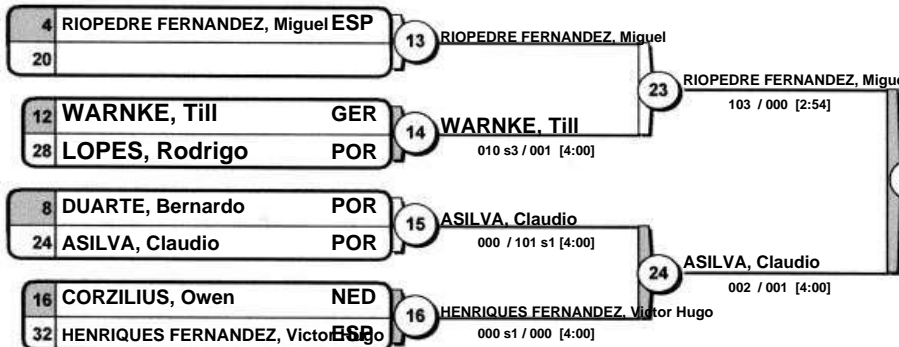 4 RIOPEDRE FERNANDEZ, Miguel ESP
20
13
RIOPEDRE FERNANDEZ, Miguel
12 WARNKE, Till GER
28 LOPES, Rodrigo POR
14
WARNKE, Till
010 s3 / 001 [4:00]
23
RIOPEDRE FERNANDEZ, Migue
103 / 000 [2:54]
8 DUARTE, Bernardo POR
24 ASILVA, Claudio POR
15
ASILVA, Claudio
000 / 101 s1 [4:00]
16 CORZILIUS, Owen NED
32 HENRIQUES FERNANDEZ, Victor Hugo ESP
16
HENRIQUES FERNANDEZ, Victor Hugo
000 s1 / 000 [4:00]
24
ASILVA, Claudio
002 / 001 [4:00]